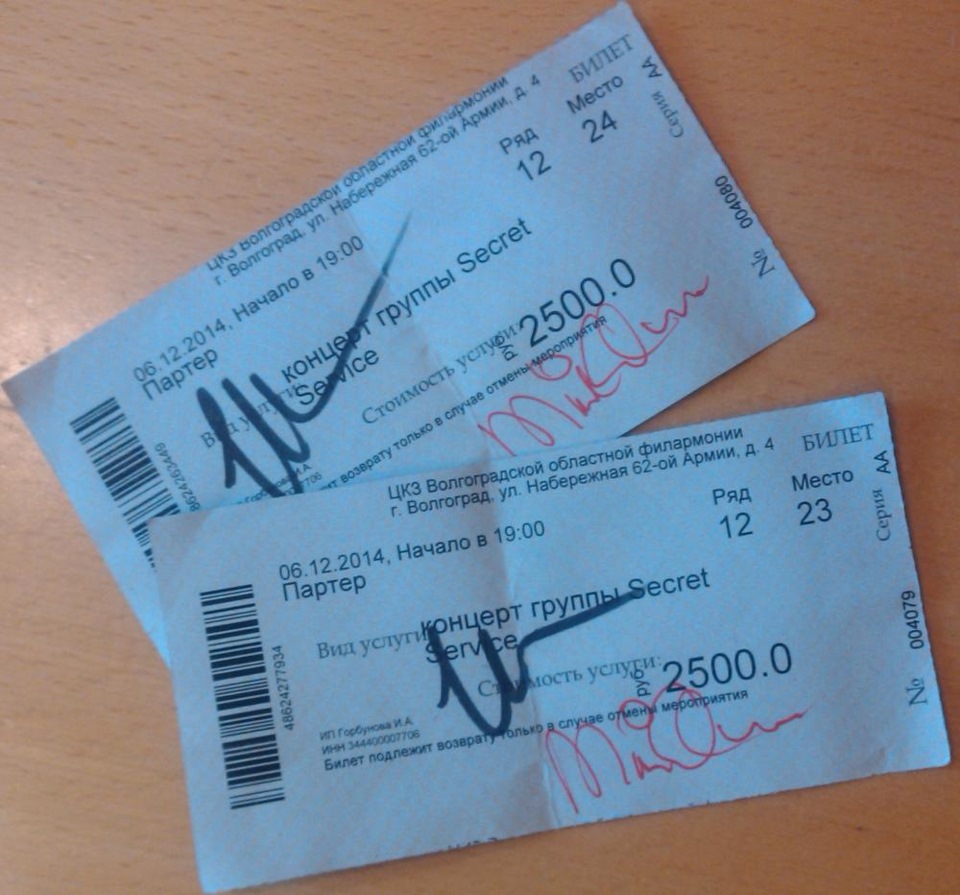 ЦКЗ Волгоградской областной филармонии
г. Волгоград, ул. Набережная 62-ой Армии, д. 4
БИЛЕТ
Серия АА
Ряд
12
Место
24
06.12.2014, Начало в 19:00
Партер
Вид услуги
концерт группы Secret
Service
Стоимость услуги:
руб.
2500.0
возврату только в случае отмены мероприятия
№ 004080
ЦКЗ Волгоградской областной филармонии
г. Волгоград, ул. Набережная 62-ой Армии, д. 4
БИЛЕТ
Серия АА
Ряд
12
Место
23
06.12.2014, Начало в 19:00
Партер
Вид услуги
концерт группы Secret
Service
Стоимость услуги:
руб.
2500.0
48624277934
ИП Горбунова И.А.
ИНН 344400007706
Билет подлежит возврату только в случае отмены мероприятия
№ 004079